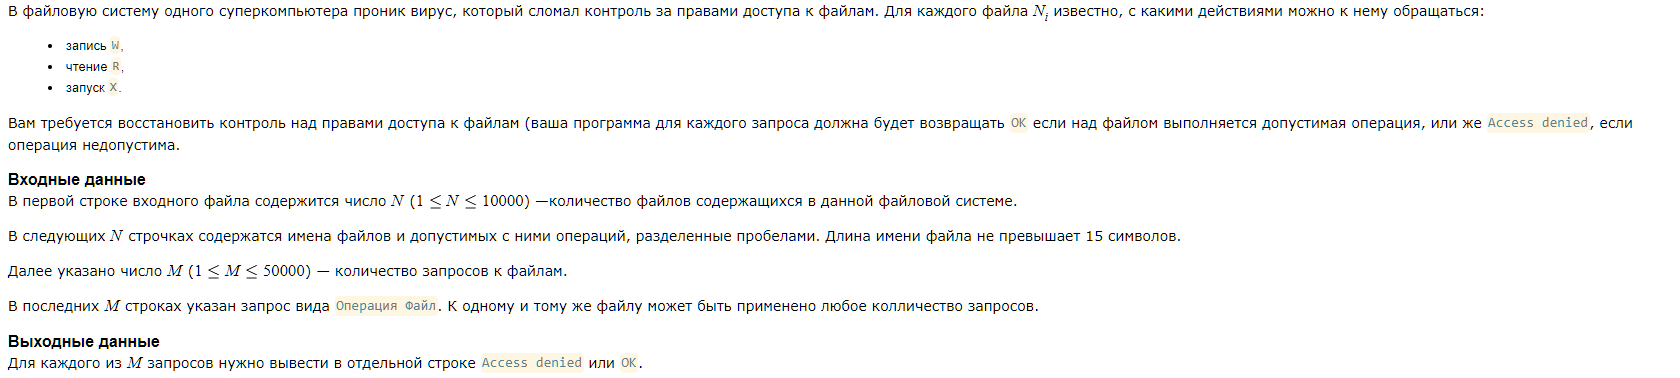 В файловую систему одного суперкомпьютера проник вирус, который сломал контроль за правами доступа к файлам. Для каждого файла Nᵢ известно, с какими действиями можно к нему обращаться:
• запись W,
• чтение R,
• запуск X.
Вам требуется восстановить контроль над правами доступа к файлам (ваша программа для каждого запроса должна будет возвращать OK если над файлом выполняется допустимая операция, или же Access denied, если
операция недопустима.
Входные данные
В первой строке входного файла содержится число N (1 ≤ N ≤ 10000) —количество файлов содержащихся в данной файловой системе.
В следующих N строчках содержатся имена файлов и допустимых с ними операций, разделенные пробелами. Длина имени файла не превышает 15 символов.
Далее указано число M (1 ≤ M ≤ 50000) — количество запросов к файлам.
В последних M строках указан запрос вида Операция Файл. К одному и тому же файлу может быть применено любое колличество запросов.
Выходные данные
Для каждого из M запросов нужно вывести в отдельной строке Access denied или OK.